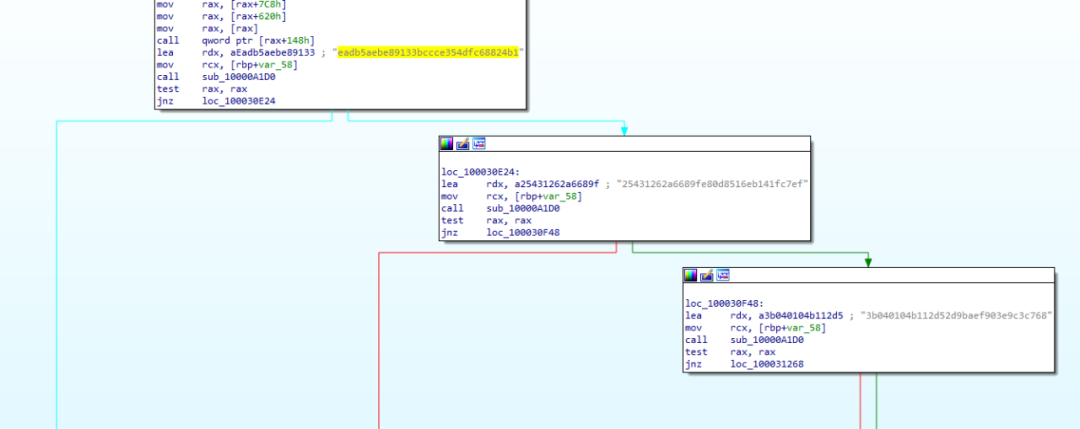 mov     rax, [rax+7C8h]
mov     rax, [rax+620h]
mov     rax, [rax]
call    qword ptr [rax+148h]
lea     rdx, aEadb5aebe89133 ; "eadb5aebe89133bccce354dfc68824b1"
mov     rcx, [rbp+var_58]
call    sub_10000A1D0
test    rax, rax
jnz     loc_100030E24
loc_100030E24:
lea     rdx, a25431262a6689f ; "25431262a6689fe80d8516eb141fc7ef"
mov     rcx, [rbp+var_58]
call    sub_10000A1D0
test    rax, rax
jnz     loc_100030F48
loc_100030F48:
lea     rdx, a3b040104b112d5 ; "3b040104b112d52d9baef903e9c3c768"
mov     rcx, [rbp+var_58]
call    sub_10000A1D0
test    rax, rax
jnz     loc_100031268